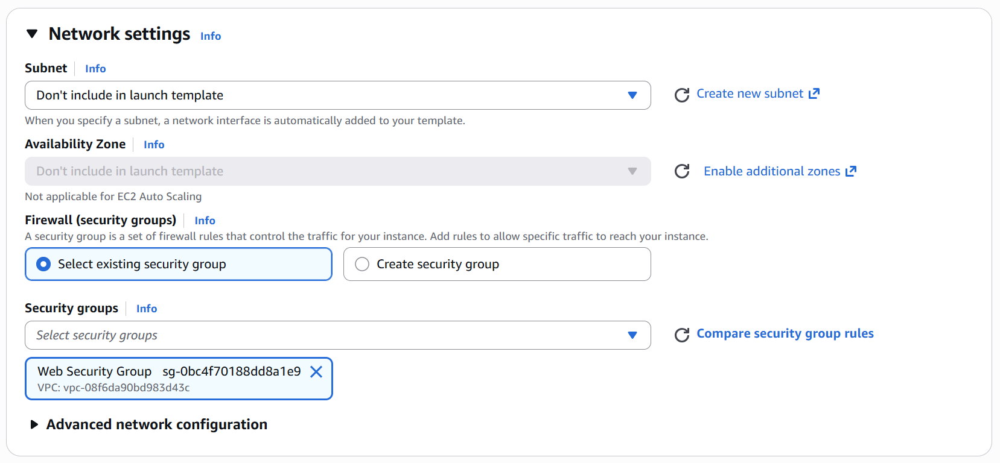 Network settings Info
Subnet Info
Don't include in launch template
Create new subnet
When you specify a subnet, a network interface is automatically added to your template.
Availability Zone Info
Don't include in launch template
Enable additional zones
Not applicable for EC2 Auto Scaling
Firewall (security groups) Info
A security group is a set of firewall rules that control the traffic for your instance. Add rules to allow specific traffic to reach your instance.
Select existing security group
Create security group
Security groups Info
Select security groups
Compare security group rules
Web Security Group sg-0bc4f70188dd8a1e9
VPC: vpc-08f6da90bd983d43c
Advanced network configuration